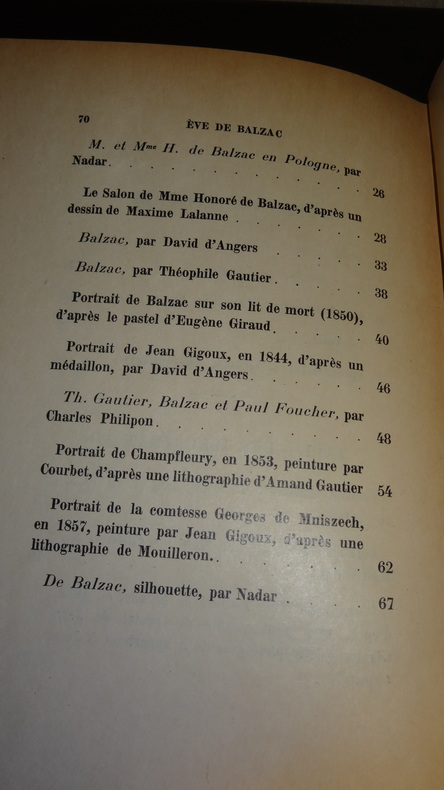 70
ÈVE DE BALZAC
M. et Mme H. de Balzac en Pologne, par
Nadar. . . . . . . . . . . . . 26
Le Salon de Mme Honoré de Balzac, d'après un
dessin de Maxime Lalanne . . . . . . 28
Balzac, par David d'Angers . . . . . 33
Balzac, par Théophile Gautier . . . . . 38
Portrait de Balzac sur son lit de mort (1850),
d'après le pastel d'Eugène Giraud . . . . . 40
Portrait de Jean Gigoux, en 1844, d'après un
médaillon, par David d'Angers . . . . . . 46
Th. Gautier, Balzac et Paul Foucher, par
Charles Philipon . . . . . . . . . . 48
Portrait de Champfleury, en 1853, peinture par
Courbet, d'après une lithographie d'Amand Gautier 54
Portrait de la comtesse Georges de Mniszech,
en 1857, peinture par Jean Gigoux, d'après une
lithographie de Mouilleron. . . . . . . . 62
De Balzac, silhouette, par Nadar . . . . 67